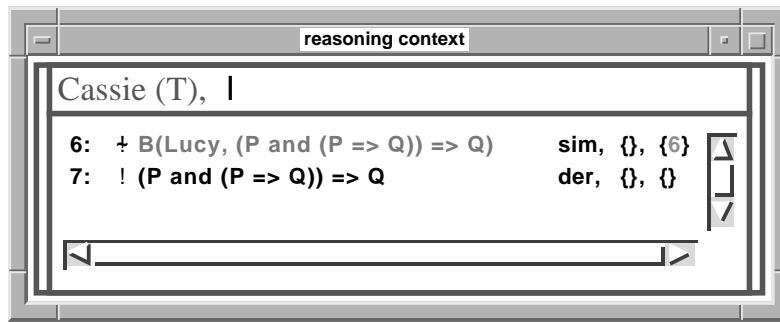 reasoning context
Cassie (T), I
6: ∔ B(Lucy, (P and (P => Q)) => Q) sim, {}, {6}
7: ! (P and (P => Q)) => Q der, {}, {}